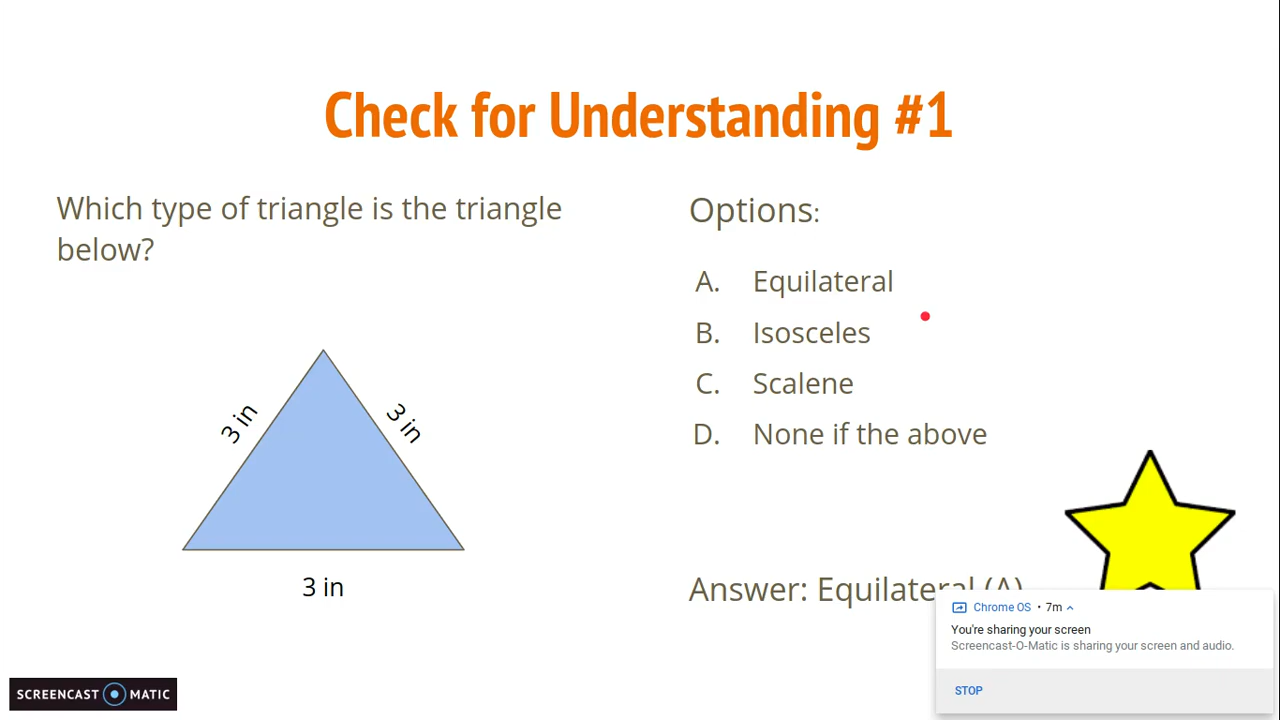 Check for Understanding #1
Which type of triangle is the triangle
below?
3 in
3 in
3 in
Options:
A. Equilateral
B. Isosceles
C. Scalene
D. None if the above
Answer: Equilateral (A)
Chrome OS • 7m
You're sharing your screen
Screencast-O-Matic is sharing your screen and audio.
STOP
SCREENCAST MATIC